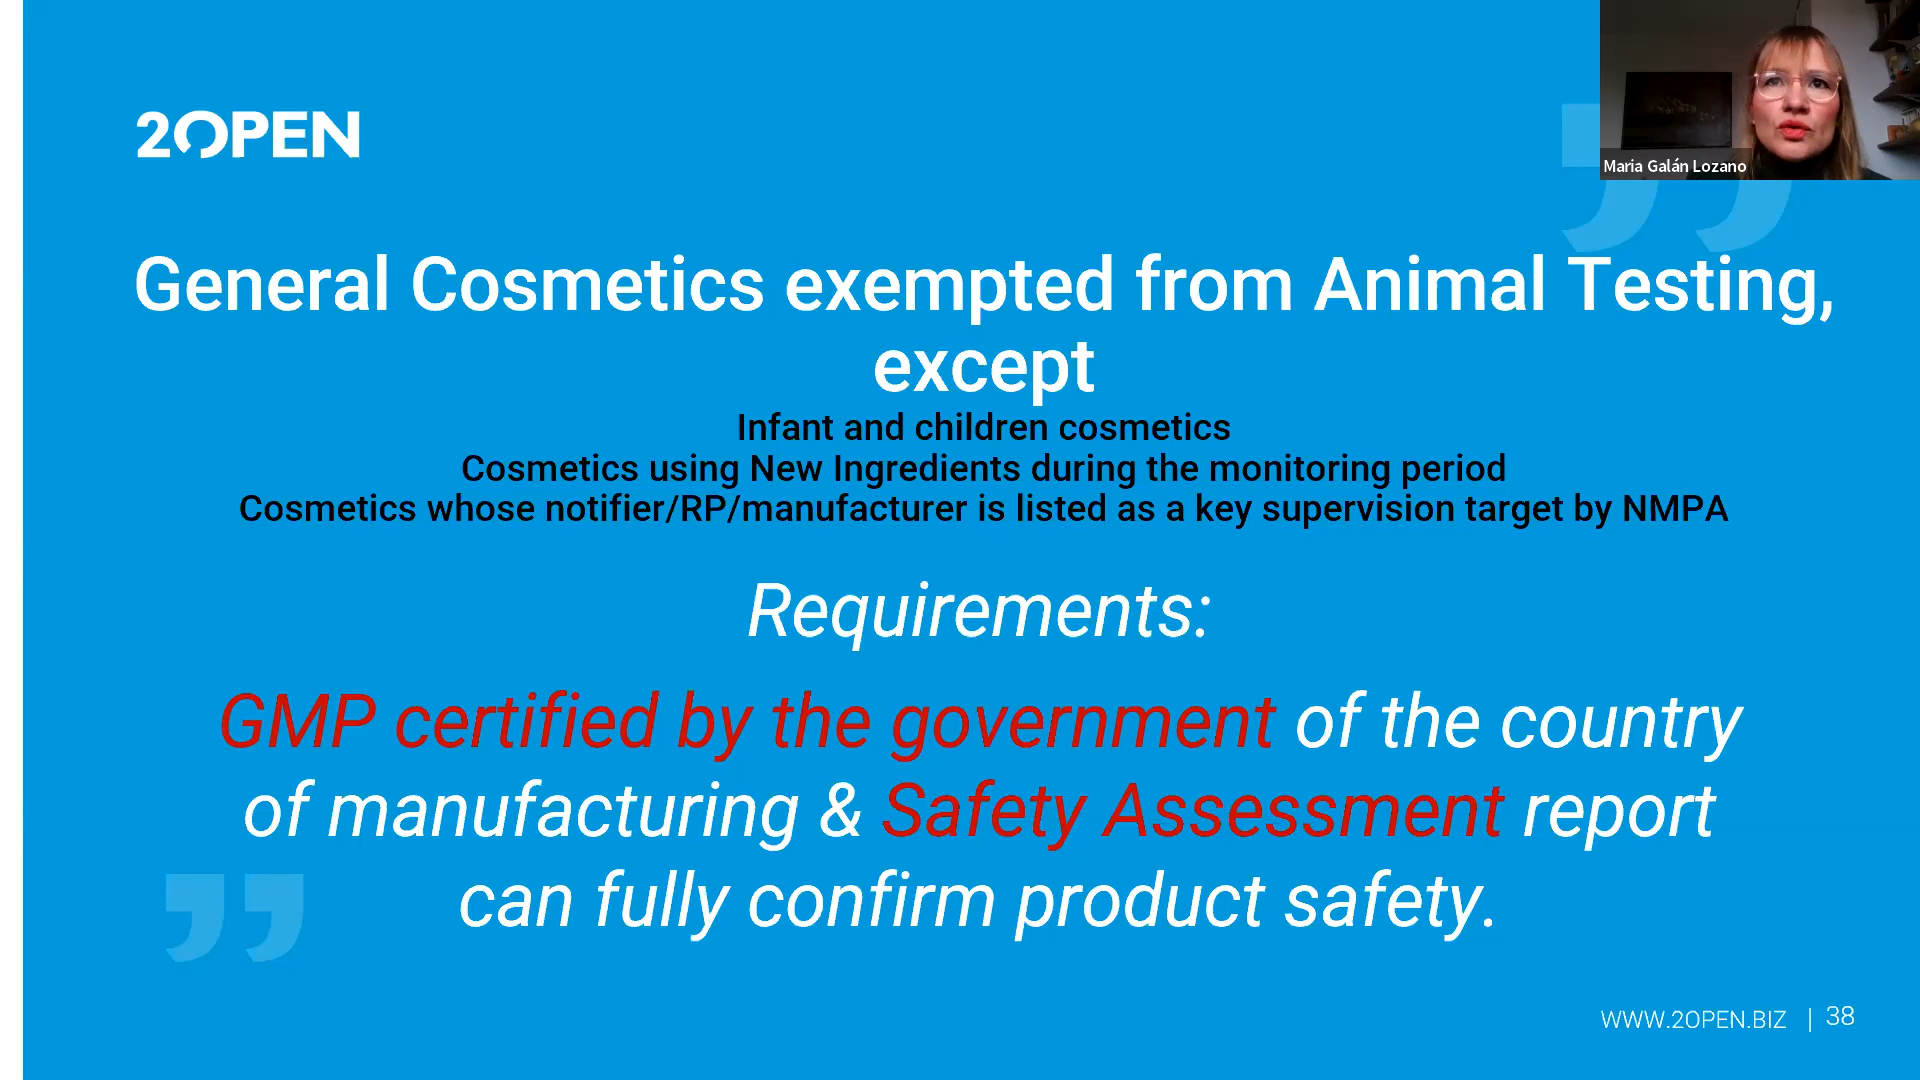 2OPEN
Maria Galán Lozano
General Cosmetics exempted from Animal Testing,
except
Infant and children cosmetics
Cosmetics using New Ingredients during the monitoring period
Cosmetics whose notifier/RP/manufacturer is listed as a key supervision target by NMPA
Requirements:
GMP certified by the government of the country
of manufacturing & Safety Assessment report
can fully confirm product safety.
WWW.2OPEN.BIZ | 38